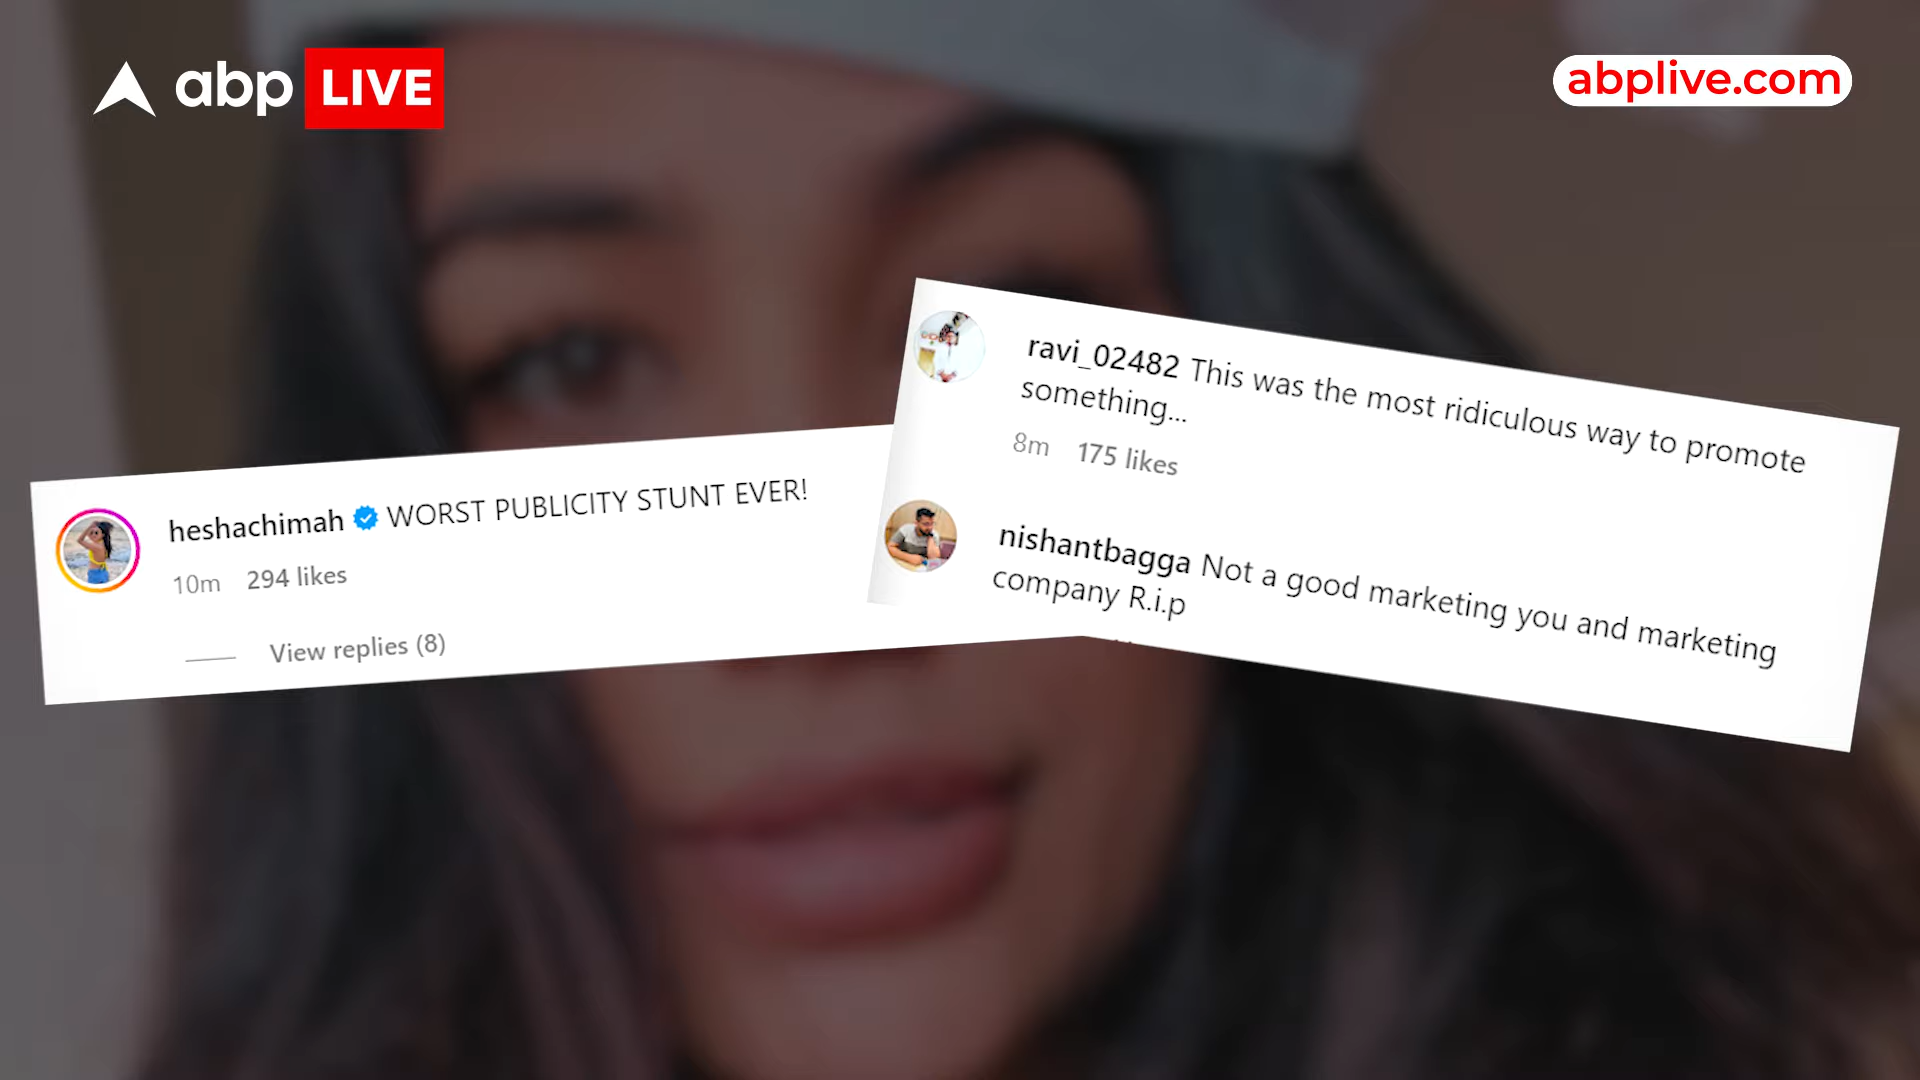 abp LIVE
abplive.com
ravi_02482 This was the most ridiculous way to promote
something...
8m 175 likes
heshachimah WORST PUBLICITY STUNT EVER!
10m 294 likes
View replies (8)
nishantbagga Not a good marketing you and marketing
company R.i.p